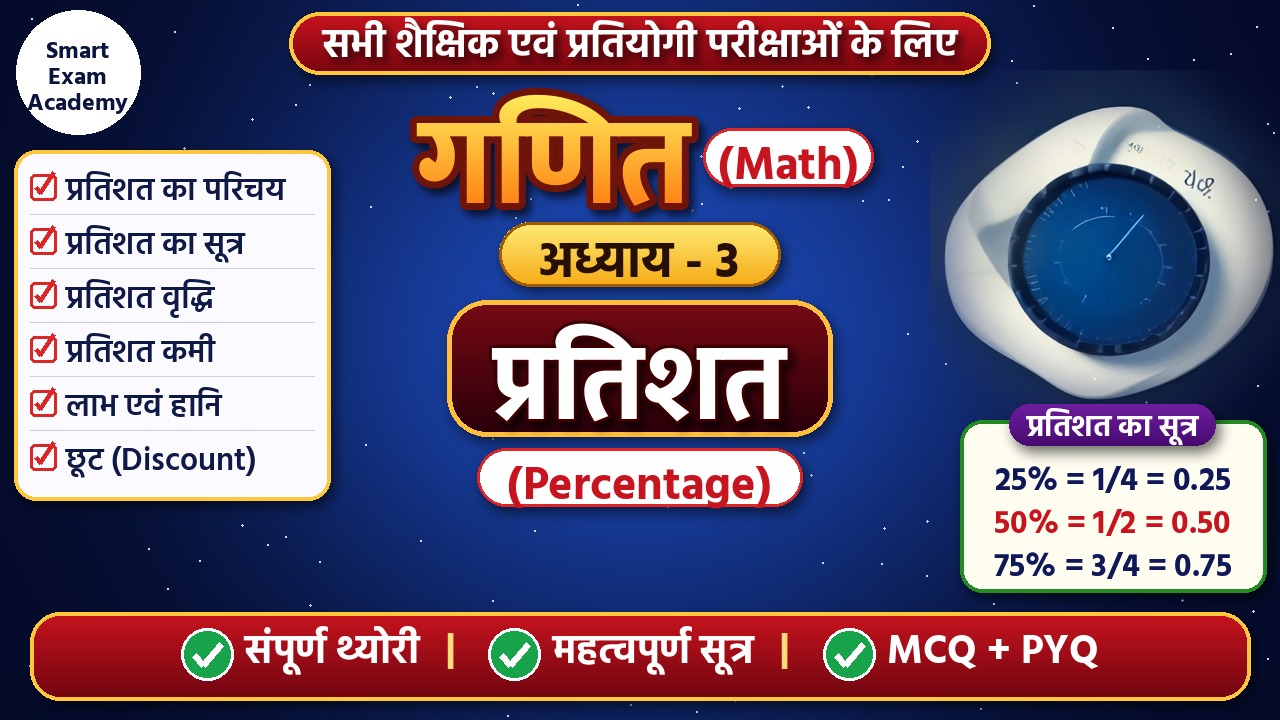 सभी शैक्षिक एवं प्रतियोगी परीक्षाओं के लिए
Smart
Exam
Academy
गणित (Math)
अध्याय - 3
प्रतिशत
(Percentage)
प्रतिशत का परिचय
प्रतिशत का सूत्र
प्रतिशत वृद्धि
प्रतिशत कमी
लाभ एवं हानि
छूट (Discount)
प्रतिशत का सूत्र
25% = 1/4 = 0.25
50% = 1/2 = 0.50
75% = 3/4 = 0.75
संपूर्ण थ्योरी | महत्वपूर्ण सूत्र | MCQ + PYQ